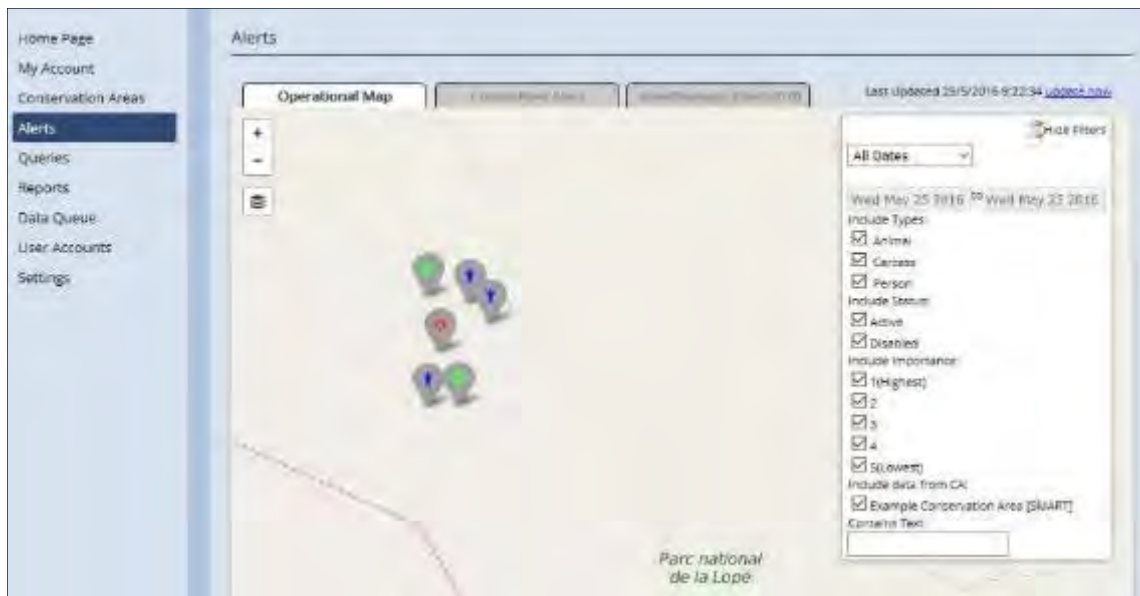 Home Page
My Account
Conservation Areas
Alerts
Queries
Reports
Data Queue
User Accounts
Settings
Alerts
Operational Map
Last Updated 25/5/2016 9:22:34 update now
+
−
Hide Filters
All Dates
Wed May 25 2016 to Wed May 25 2016
Include Types:
Animal
Carcass
Person
Include Status:
Active
Disabled
Include Importance:
1(Highest)
2
3
4
5(Lowest)
Include data from CA:
Example Conservation Area [SMART]
Contains Text:
Parc national
de la Lopé